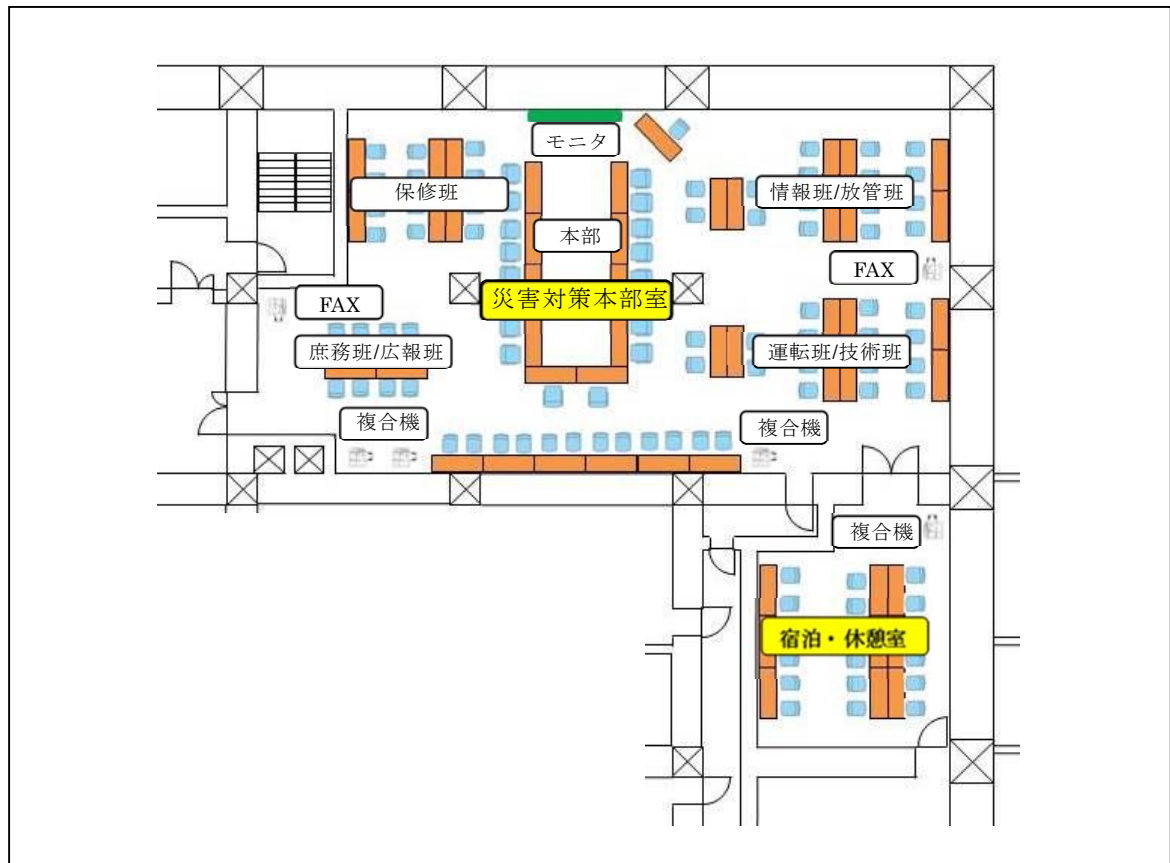 モニタ
保修班
情報班/放管班
本部
FAX
災害対策本部室
FAX
庶務班/広報班
運転班/技術班
複合機
複合機
複合機
宿泊・休憩室